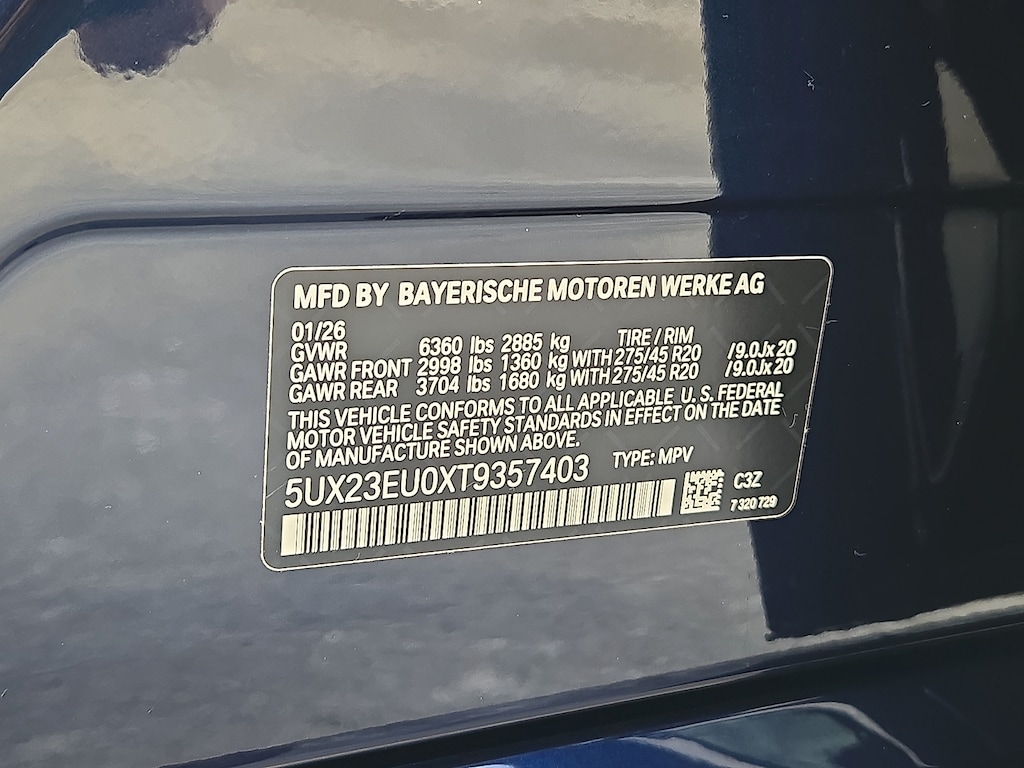 MFD BY BAYERISCHE MOTOREN WERKE AG
01/26 TIRE / RIM
GVWR 6360 lbs 2885 kg
GAWR FRONT 2998 lbs 1360 kg WITH 275/45 R20 /9.0Jx20
GAWR REAR 3704 lbs 1680 kg WITH 275/45 R20 /9.0Jx20
THIS VEHICLE CONFORMS TO ALL APPLICABLE U.S. FEDERAL
MOTOR VEHICLE SAFETY STANDARDS IN EFFECT ON THE DATE
OF MANUFACTURE SHOWN ABOVE.
5UX23EU0XT9357403 TYPE: MPV
C3Z
7 320 729